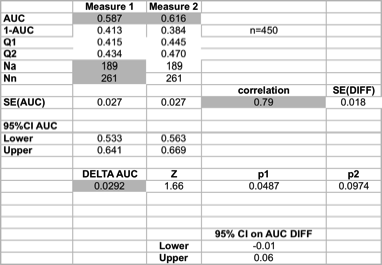 Measure 1 Measure 2
AUC 0.587 0.616
1-AUC 0.413 0.384 n=450
Q1 0.415 0.445
Q2 0.434 0.470
Na 189 189
Nn 261 261
correlation SE(DIFF)
SE(AUC) 0.027 0.027 0.79 0.018
95%CI AUC
Lower 0.533 0.563
Upper 0.641 0.669
DELTA AUC Z p1 p2
0.0292 1.66 0.0487 0.0974
95% CI on AUC DIFF
Lower -0.01
Upper 0.06